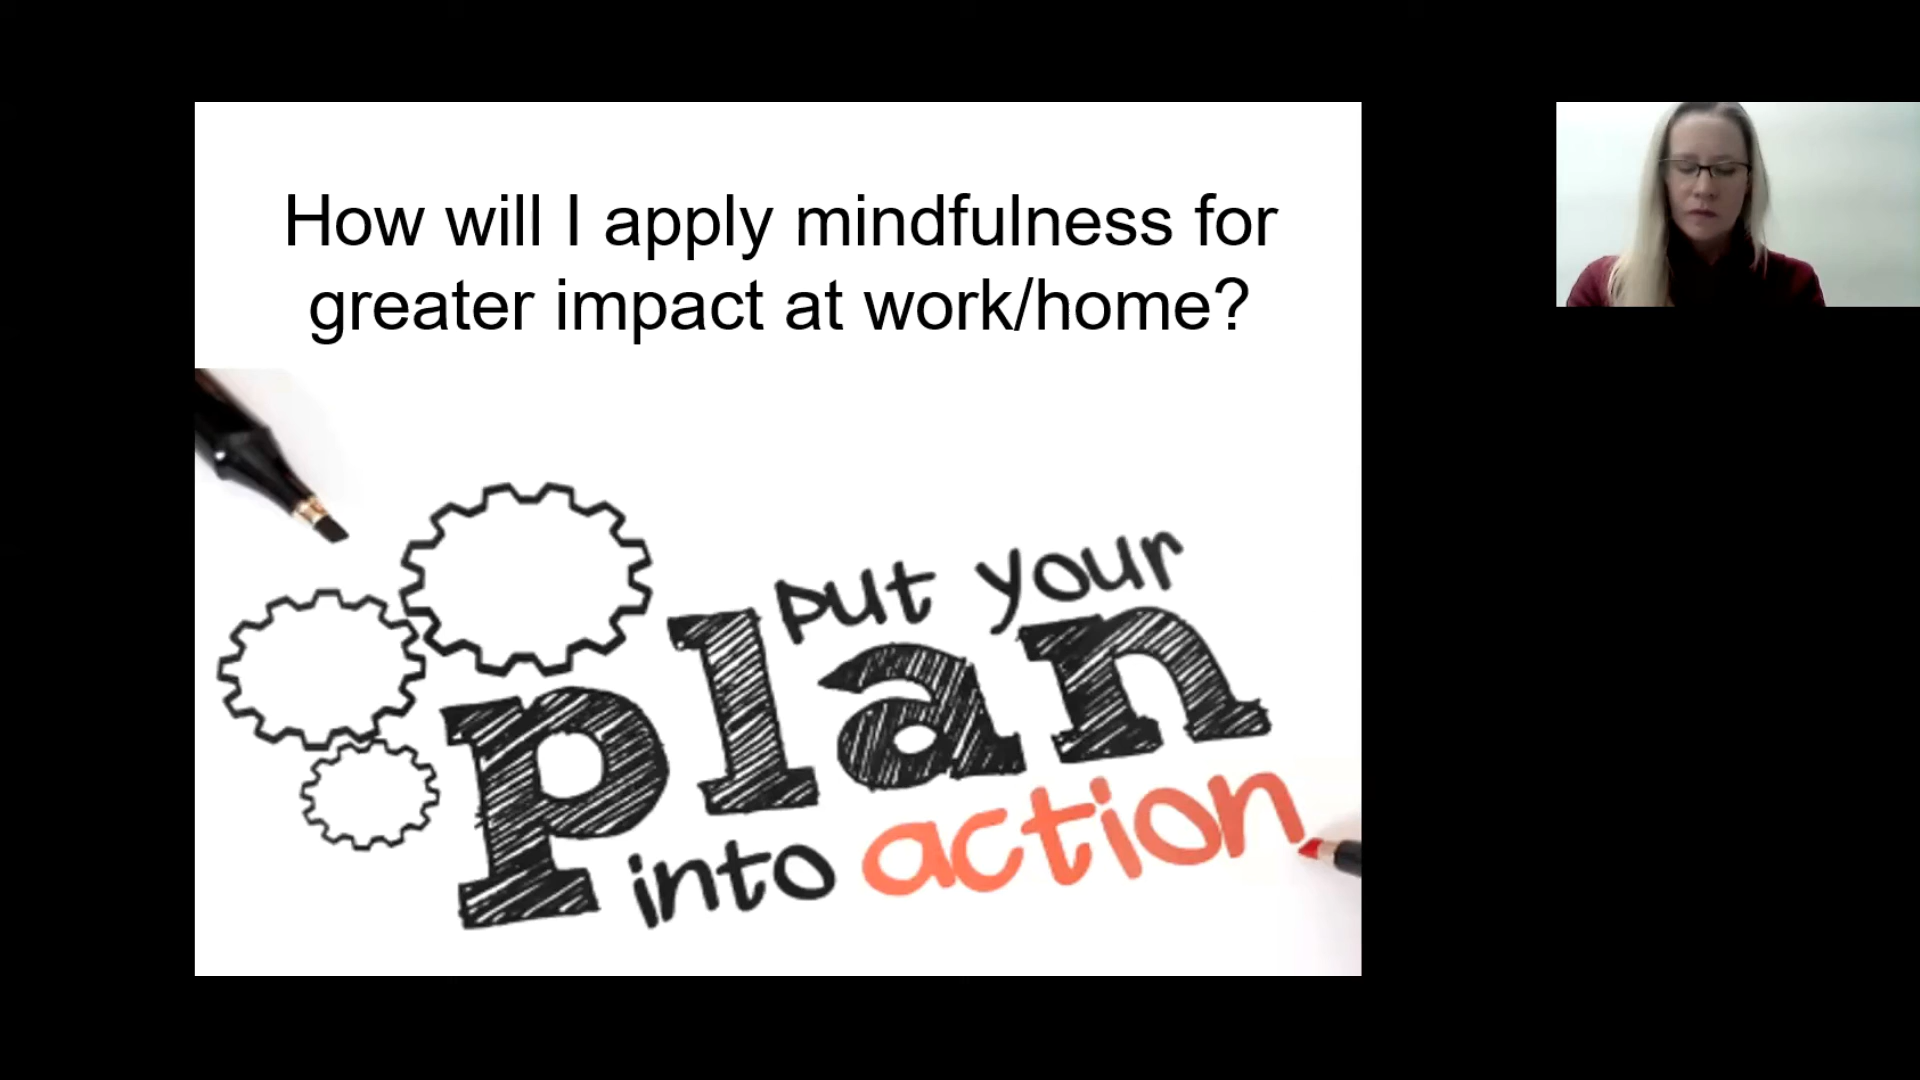 How will I apply mindfulness for
greater impact at work/home?
put your
plan
into action